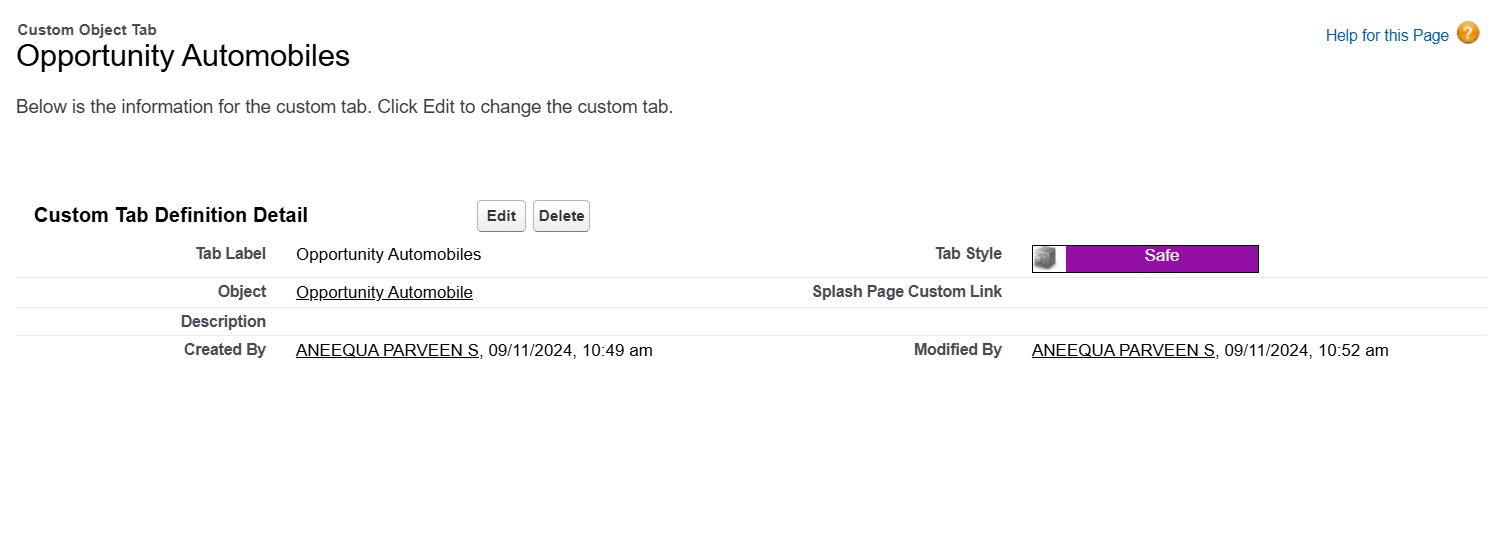 Custom Object Tab
Opportunity Automobiles
Help for this Page ?
Below is the information for the custom tab. Click Edit to change the custom tab.
Custom Tab Definition Detail Edit Delete
Tab Label Opportunity Automobiles Tab Style Safe
Object Opportunity Automobile Splash Page Custom Link
Description
Created By ANEEQUA PARVEEN S, 09/11/2024, 10:49 am Modified By ANEEQUA PARVEEN S, 09/11/2024, 10:52 am